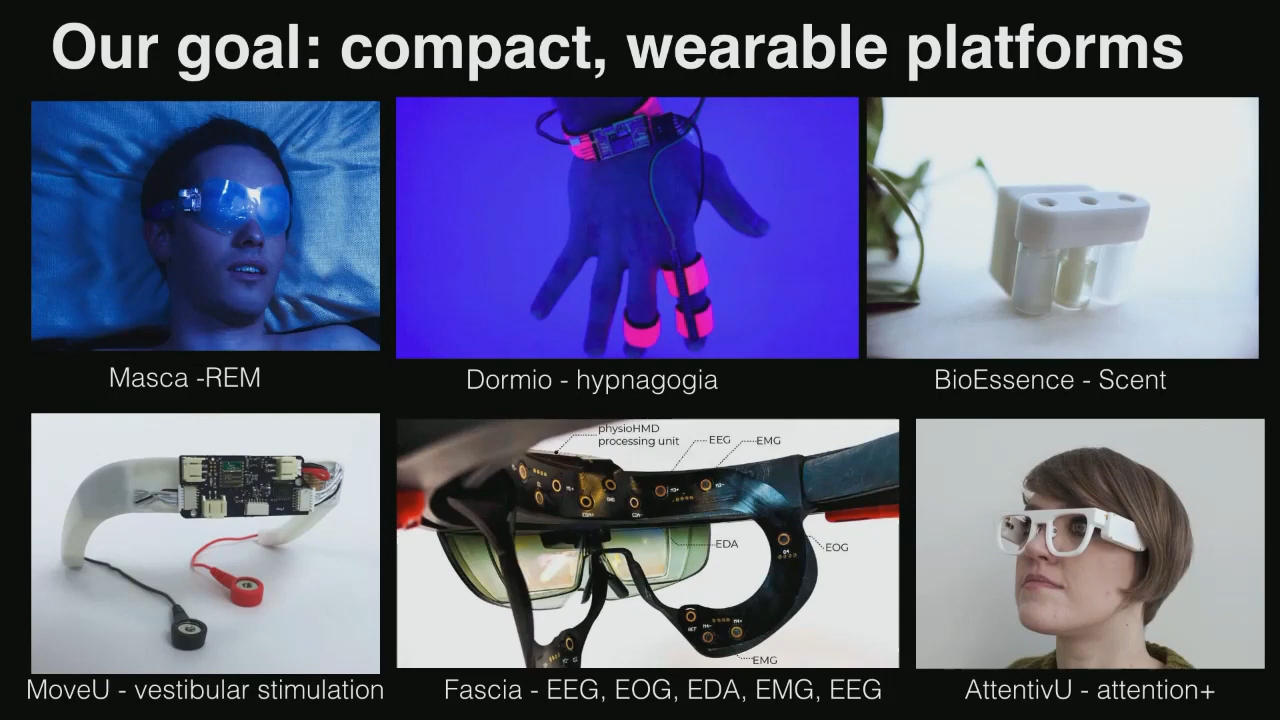 Our goal: compact, wearable platforms
Masca -REM
Dormio - hypnagogia
BioEssence - Scent
physioHMD
processing unit
EEG
EMG
EDA
EOG
EMG
MoveU - vestibular stimulation
Fascia - EEG, EOG, EDA, EMG, EEG
AttentivU - attention+